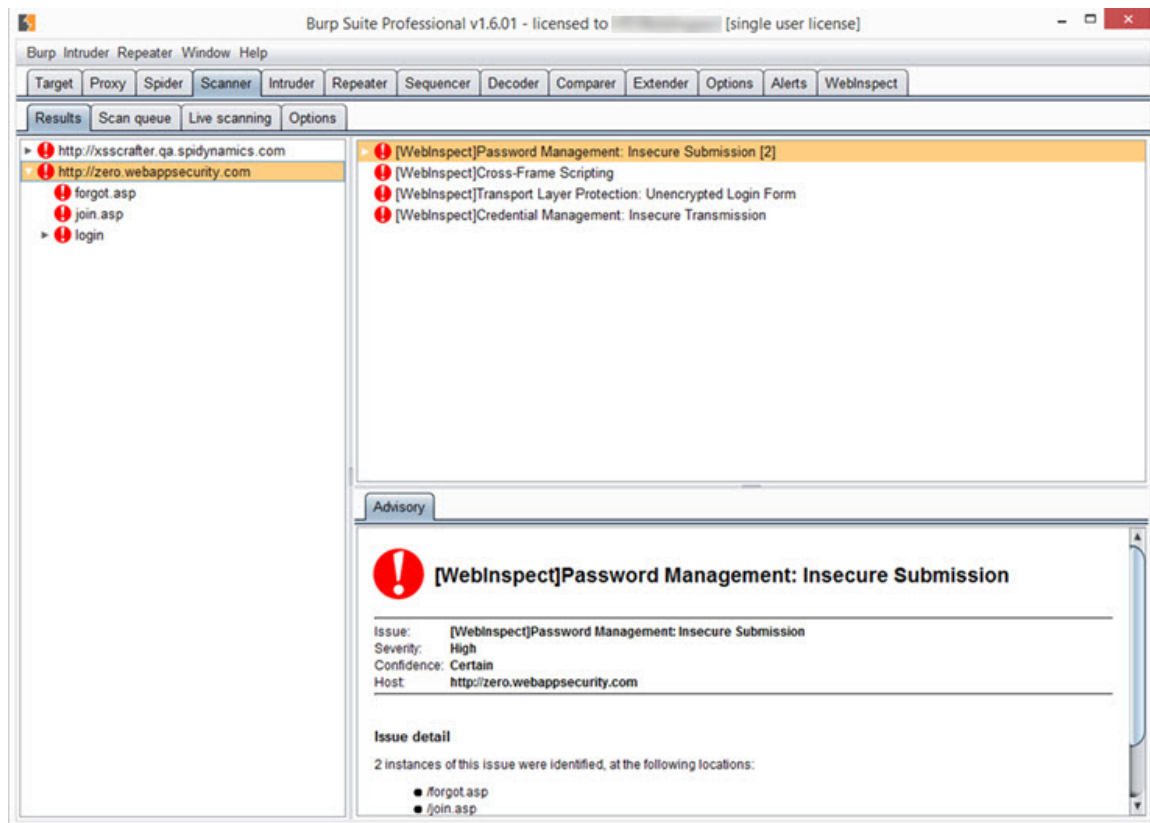 Burp Suite Professional v1.6.01 - licensed to [single user license]
Burp Intruder Repeater Window Help
Target Proxy Spider Scanner Intruder Repeater Sequencer Decoder Comparer Extender Options Alerts WebInspect
Results Scan queue Live scanning Options
http://xsscrafter.qa.spidynamics.com
http://zero.webappsecurity.com
forgot.asp
join.asp
login
[WebInspect]Password Management: Insecure Submission [2]
[WebInspect]Cross-Frame Scripting
[WebInspect]Transport Layer Protection: Unencrypted Login Form
[WebInspect]Credential Management: Insecure Transmission
Advisory
[WebInspect]Password Management: Insecure Submission
Issue: [WebInspect]Password Management: Insecure Submission
Severity: High
Confidence: Certain
Host: http://zero.webappsecurity.com
Issue detail
2 instances of this issue were identified, at the following locations:
/forgot.asp
/join.asp